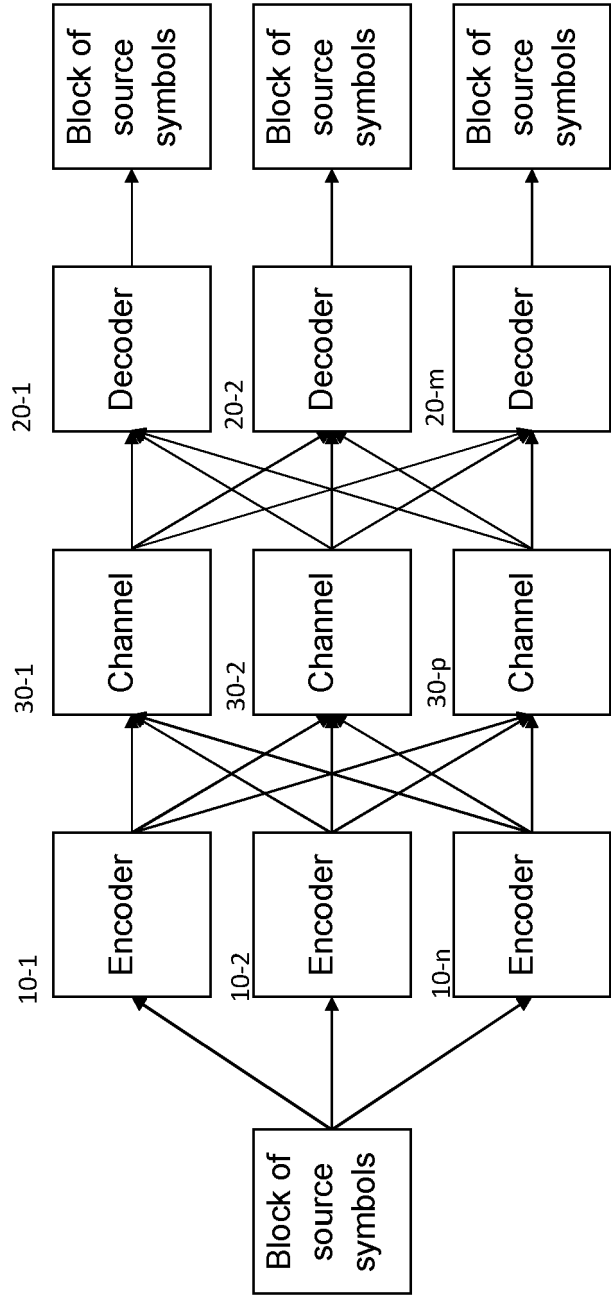 Block of
source
symbols
10-1
Encoder
10-2
Encoder
10-n
Encoder
30-1
Channel
30-2
Channel
30-p
Channel
20-1
Decoder
20-2
Decoder
20-m
Decoder
Block of
source
symbols
Block of
source
symbols
Block of
source
symbols